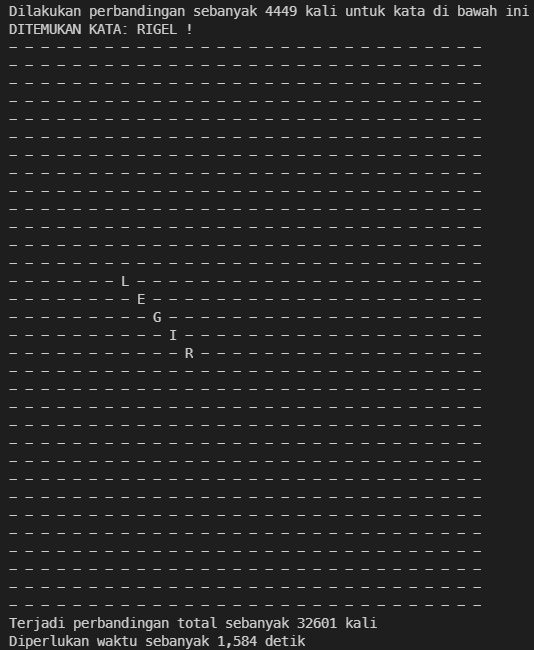 Dilakukan perbandingan sebanyak 4449 kali untuk kata di bawah ini
DITEMUKAN KATA: RIGEL !
- - - - - - - - - - - - - - - - - - - - - - - - - - - - - -
- - - - - - - - - - - - - - - - - - - - - - - - - - - - - -
- - - - - - - - - - - - - - - - - - - - - - - - - - - - - -
- - - - - - - - - - - - - - - - - - - - - - - - - - - - - -
- - - - - - - - - - - - - - - - - - - - - - - - - - - - - -
- - - - - - - - - - - - - - - - - - - - - - - - - - - - - -
- - - - - - - - - - - - - - - - - - - - - - - - - - - - - -
- - - - - - - - - - - - - - - - - - - - - - - - - - - - - -
- - - - - - - - - - - - - - - - - - - - - - - - - - - - - -
- - - - - - - - - - - - - - - - - - - - - - - - - - - - - -
- - - - - - - - - - - - - - - - - - - - - - - - - - - - - -
- - - - - - - - - - - - - - - - - - - - - - - - - - - - - -
- - - - - - - - - - - - - - - - - - - - - - - - - - - - - -
- - - - - - - L - - - - - - - - - - - - - - - - - - - - - -
- - - - - - - - E - - - - - - - - - - - - - - - - - - - - -
- - - - - - - - - G - - - - - - - - - - - - - - - - - - - -
- - - - - - - - - - I - - - - - - - - - - - - - - - - - - -
- - - - - - - - - - - R - - - - - - - - - - - - - - - - - -
- - - - - - - - - - - - - - - - - - - - - - - - - - - - - -
- - - - - - - - - - - - - - - - - - - - - - - - - - - - - -
- - - - - - - - - - - - - - - - - - - - - - - - - - - - - -
- - - - - - - - - - - - - - - - - - - - - - - - - - - - - -
- - - - - - - - - - - - - - - - - - - - - - - - - - - - - -
- - - - - - - - - - - - - - - - - - - - - - - - - - - - - -
- - - - - - - - - - - - - - - - - - - - - - - - - - - - - -
- - - - - - - - - - - - - - - - - - - - - - - - - - - - - -
- - - - - - - - - - - - - - - - - - - - - - - - - - - - - -
- - - - - - - - - - - - - - - - - - - - - - - - - - - - - -
- - - - - - - - - - - - - - - - - - - - - - - - - - - - - -
- - - - - - - - - - - - - - - - - - - - - - - - - - - - - -
- - - - - - - - - - - - - - - - - - - - - - - - - - - - - -
- - - - - - - - - - - - - - - - - - - - - - - - - - - - - -
Terjadi perbandingan total sebanyak 32601 kali
Diperlukan waktu sebanyak 1,584 detik